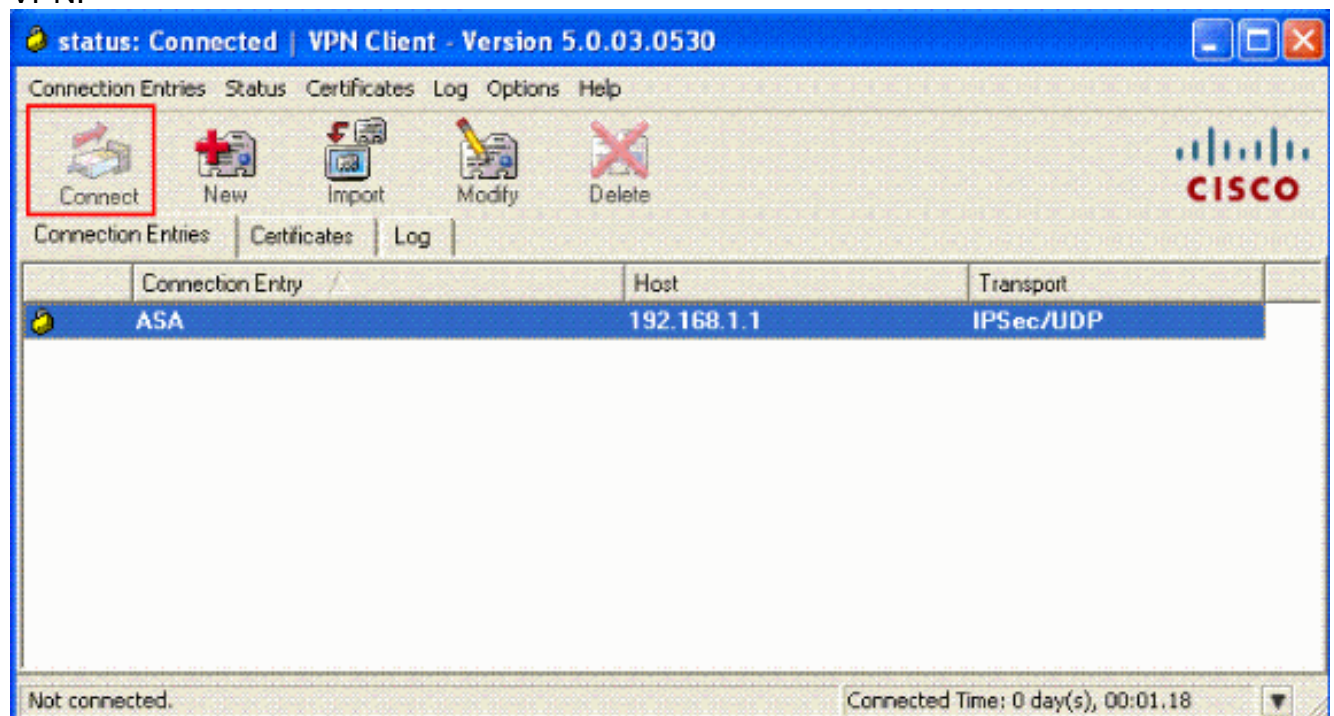 VPN.
status: Connected | VPN Client - Version 5.0.03.0530
Connection Entries Status Certificates Log Options Help
Connect New Import Modify Delete
CISCO
Connection Entries Certificates Log
Connection Entry Host Transport
ASA 192.168.1.1 IPSec/UDP
Not connected. Connected Time: 0 day(s), 00:01.18